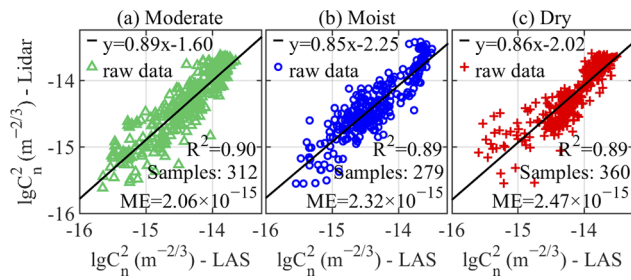 (a) Moderate
(b) Moist
(c) Dry
lgC_n^2 (m^{-2/3}) - Lidar
-14
-15
-16
y=0.89x-1.60
raw data
R^2=0.90
Samples: 312
ME=2.06×10^{-15}
y=0.85x-2.25
raw data
R^2=0.89
Samples: 279
ME=2.32×10^{-15}
y=0.86x-2.02
raw data
R^2=0.89
Samples: 360
ME=2.47×10^{-15}
-16 -15 -14 -16 -15 -14 -16 -15 -14
lgC_n^2 (m^{-2/3}) - LAS
lgC_n^2 (m^{-2/3}) - LAS
lgC_n^2 (m^{-2/3}) - LAS